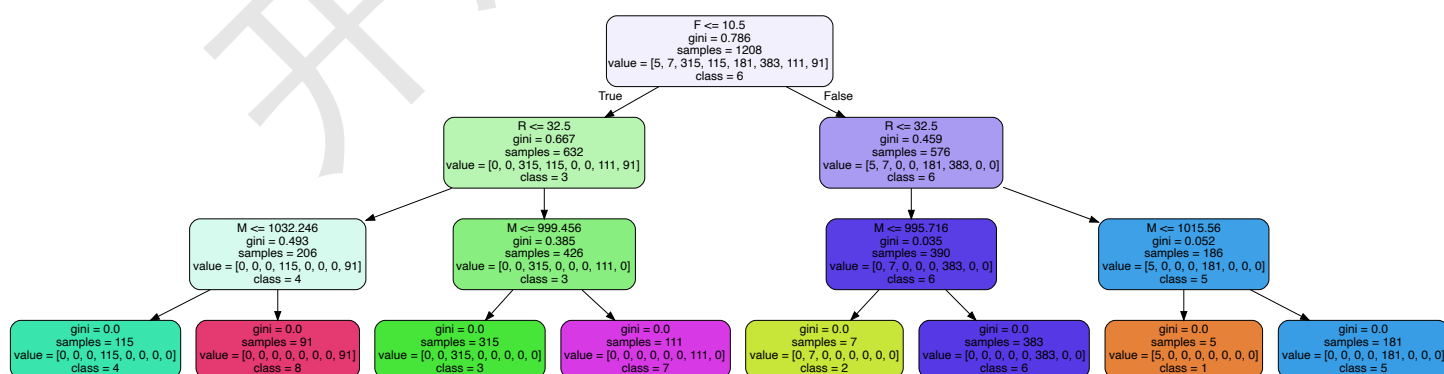 F <= 10.5
gini = 0.786
samples = 1208
value = [5, 7, 315, 115, 181, 383, 111, 91]
class = 6
True
False
R <= 32.5
gini = 0.667
samples = 632
value = [0, 0, 315, 115, 0, 0, 111, 91]
class = 3
R <= 32.5
gini = 0.459
samples = 576
value = [5, 7, 0, 0, 181, 383, 0, 0]
class = 6
M <= 1032.246
gini = 0.493
samples = 206
value = [0, 0, 0, 115, 0, 0, 0, 91]
class = 4
M <= 999.456
gini = 0.385
samples = 426
value = [0, 0, 315, 0, 0, 0, 111, 0]
class = 3
M <= 995.716
gini = 0.035
samples = 390
value = [0, 7, 0, 0, 0, 383, 0, 0]
class = 6
M <= 1015.56
gini = 0.052
samples = 186
value = [5, 0, 0, 0, 181, 0, 0, 0]
class = 5
gini = 0.0
samples = 115
value = [0, 0, 0, 115, 0, 0, 0, 0]
class = 4
gini = 0.0
samples = 91
value = [0, 0, 0, 0, 0, 0, 0, 91]
class = 8
gini = 0.0
samples = 315
value = [0, 0, 315, 0, 0, 0, 0, 0]
class = 3
gini = 0.0
samples = 111
value = [0, 0, 0, 0, 0, 0, 111, 0]
class = 7
gini = 0.0
samples = 7
value = [0, 7, 0, 0, 0, 0, 0, 0]
class = 2
gini = 0.0
samples = 383
value = [0, 0, 0, 0, 0, 383, 0, 0]
class = 6
gini = 0.0
samples = 5
value = [5, 0, 0, 0, 0, 0, 0, 0]
class = 1
gini = 0.0
samples = 181
value = [0, 0, 0, 0, 181, 0, 0, 0]
class = 5